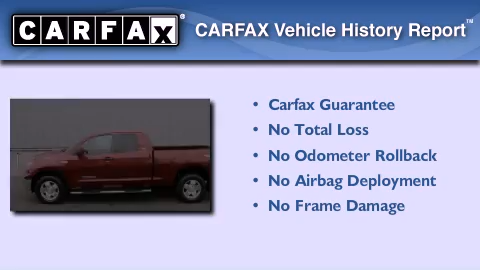 CARFAX®
CARFAX Vehicle History Report™
• Carfax Guarantee
• No Total Loss
• No Odometer Rollback
• No Airbag Deployment
• No Frame Damage